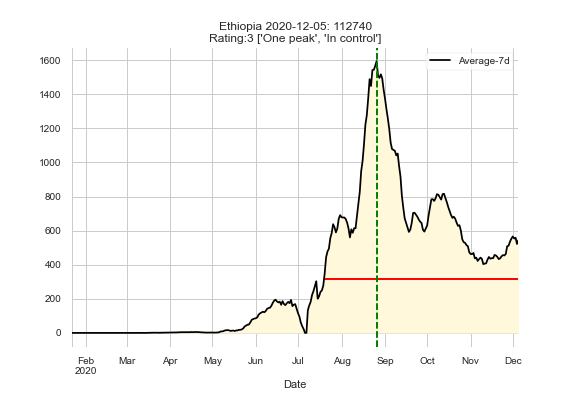 Ethiopia 2020-12-05: 112740
Rating:3 ['One peak', 'In control']
Average-7d
1600
1400
1200
1000
800
600
400
200
0
Feb Mar Apr May Jun Jul Aug Sep Oct Nov Dec
2020
Date